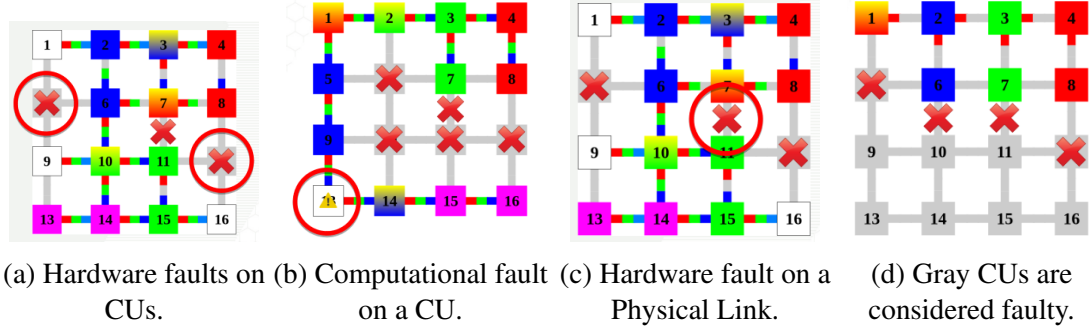 1 2 3 4
6 7 8
9 10 11
13 14 15 16
1 2 3 4
5 7 8
9
13 14 15 16
1 2 3 4
6 7
9 10 11
13 14 15 16
1 2 3 4
6 7 8
9 10 11
13 14 15 16
(a) Hardware faults on
CUs.
(b) Computational fault
on a CU.
(c) Hardware fault on a
Physical Link.
(d) Gray CUs are
considered faulty.